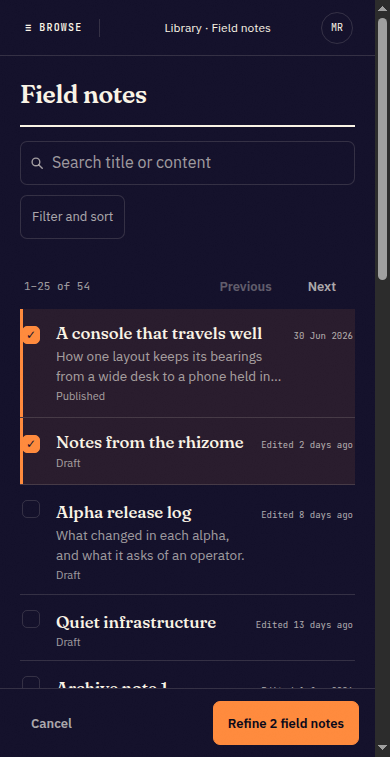 ≡ BROWSE
Library · Field notes
MR
Field notes
Search title or content
Filter and sort
1–25 of 54
Previous
Next
A console that travels well
30 Jun 2026
How one layout keeps its bearings
from a wide desk to a phone held in…
Published
Notes from the rhizome
Edited 2 days ago
Draft
Alpha release log
Edited 8 days ago
What changed in each alpha,
and what it asks of an operator.
Draft
Quiet infrastructure
Edited 13 days ago
Draft
Archive note 1
Cancel
Refine 2 field notes